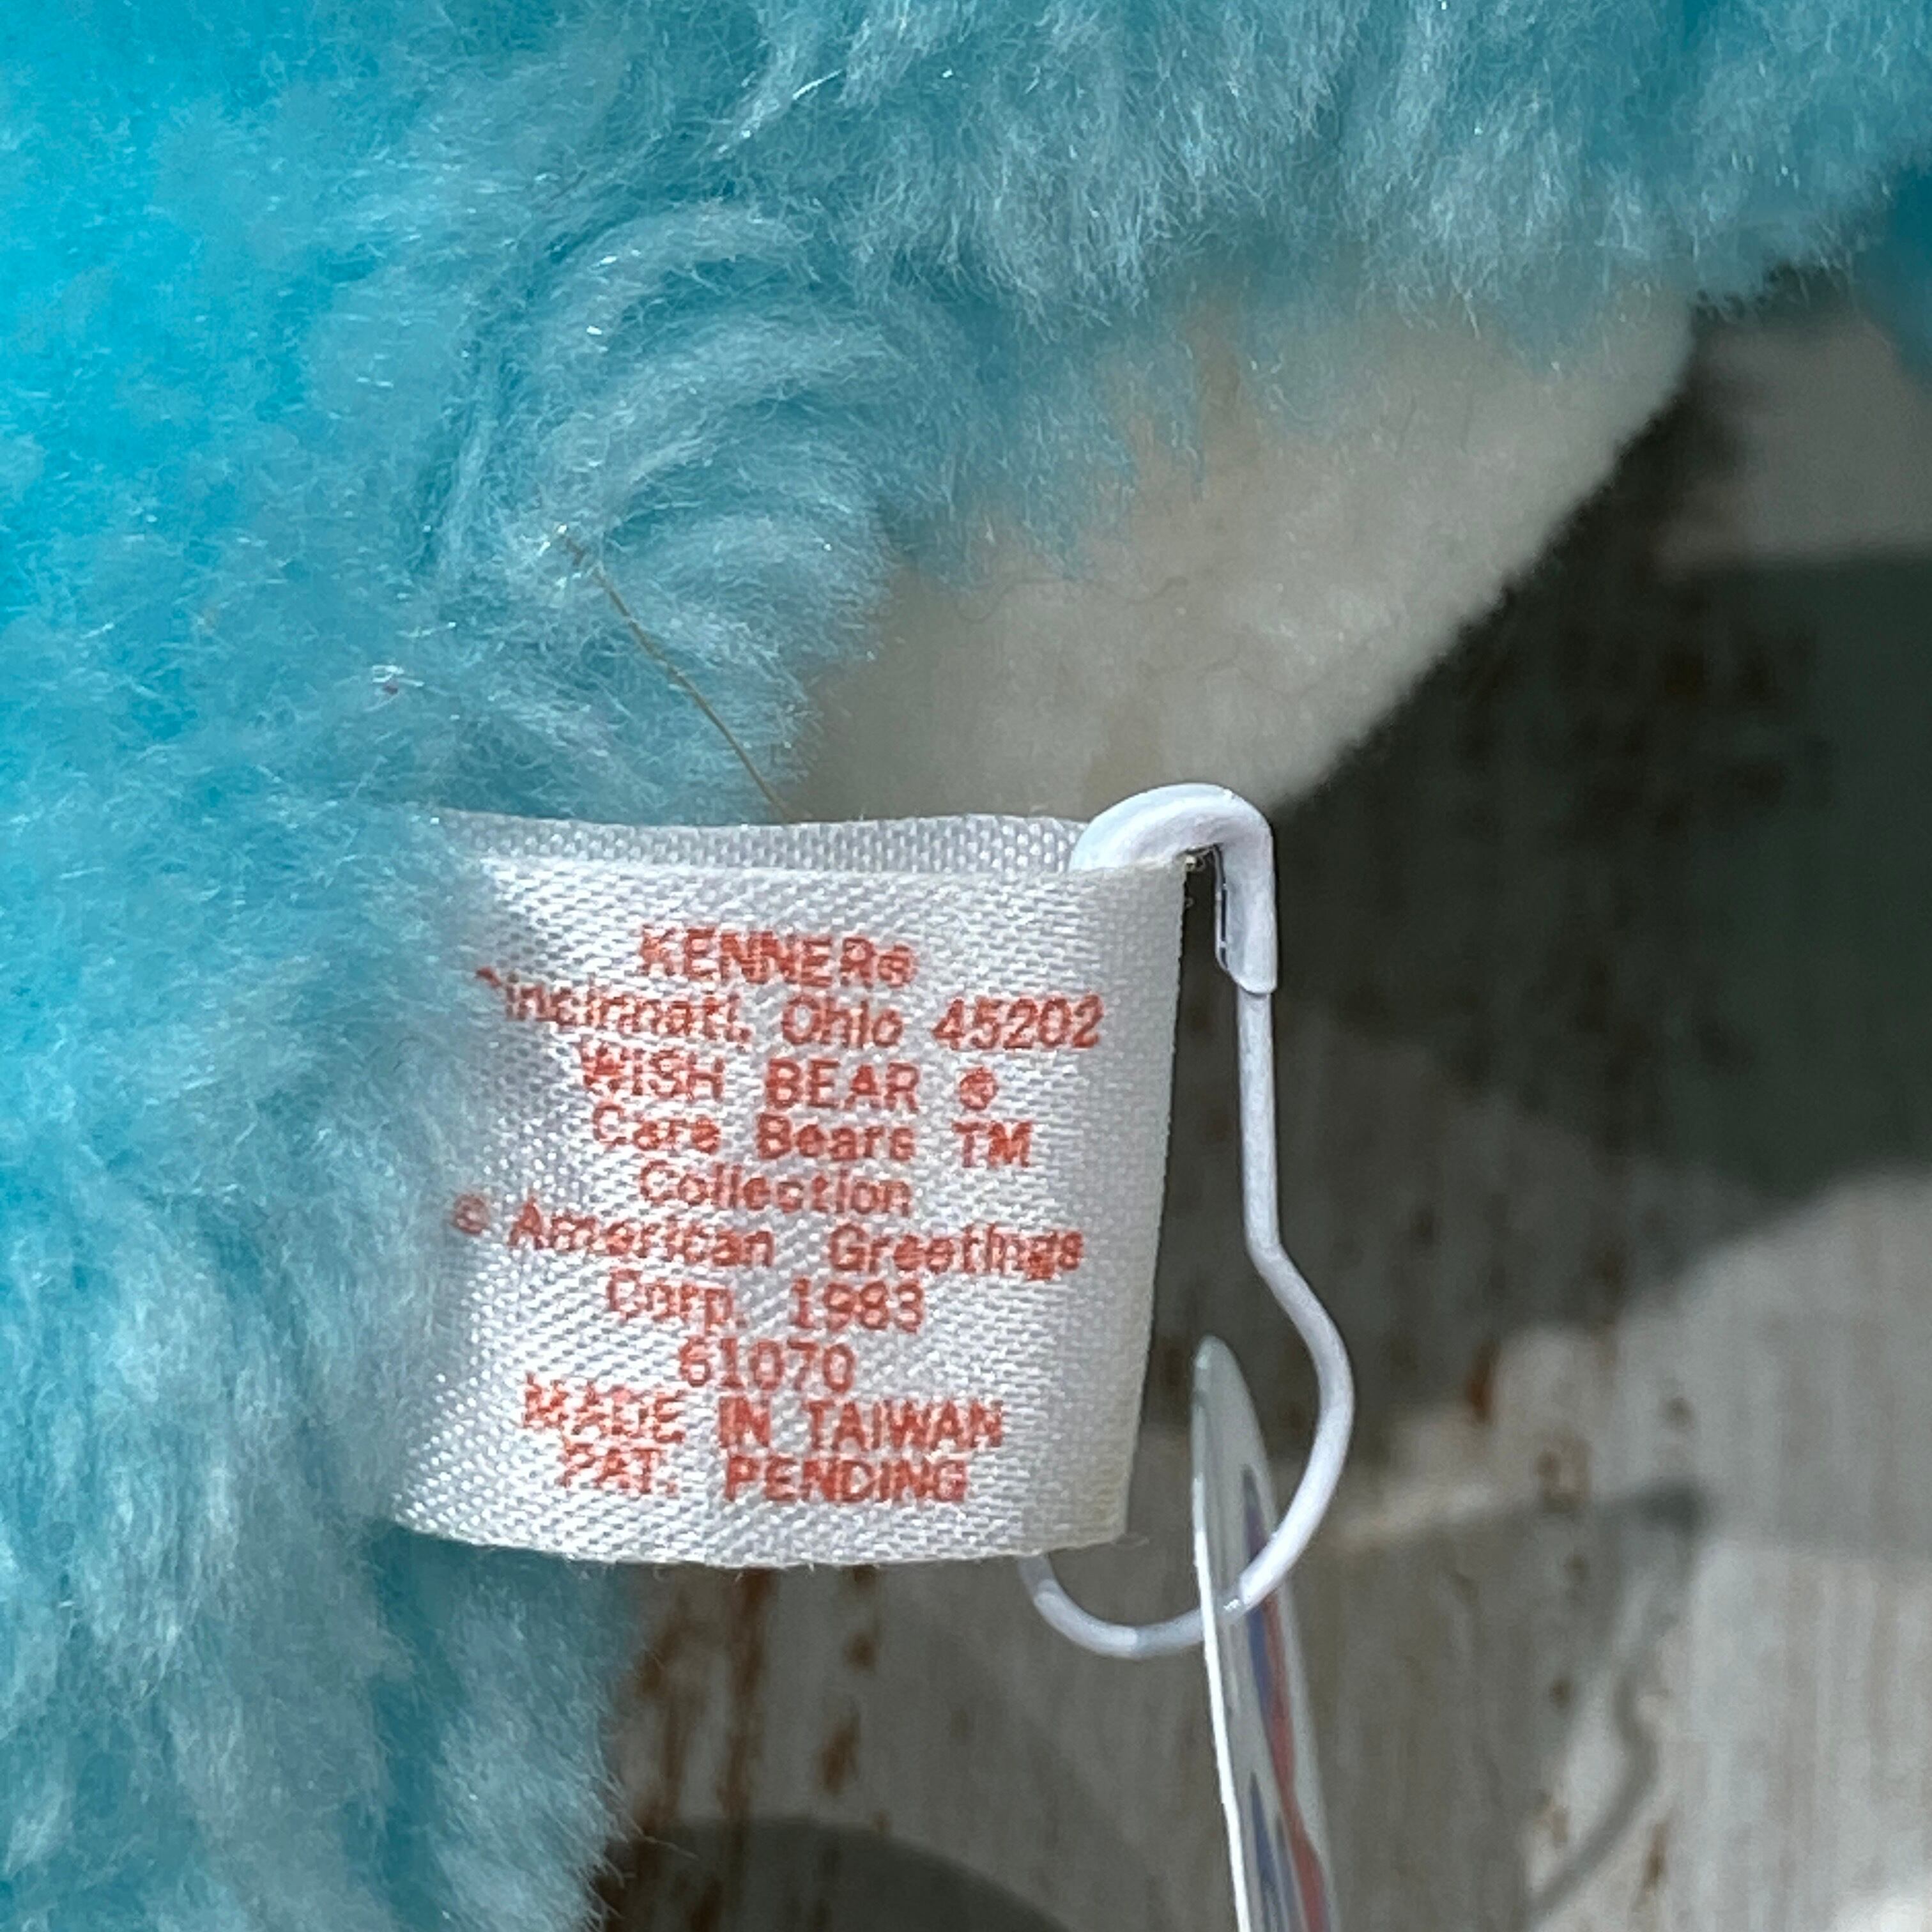 KENNER®
Cincinnati, Ohio 45202
WISH BEAR ®
Care Bears TM
Collection
© American Greetings
Corp. 1983
61070
MADE IN TAIWAN
PAT. PENDING